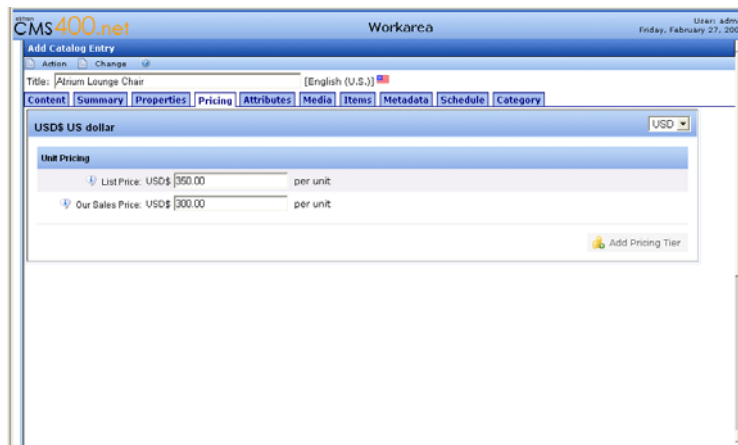 ektron
CMS400.net
Workarea
User: adm
Friday, February 27, 200
Add Catalog Entry
Action Change
Title: Atrium Lounge Chair [English (U.S.)]
Content Summary Properties Pricing Attributes Media Items Metadata Schedule Category
USD$ US dollar USD
Unit Pricing
List Price: USD$ 350.00 per unit
Our Sales Price: USD$ 300.00 per unit
Add Pricing Tier